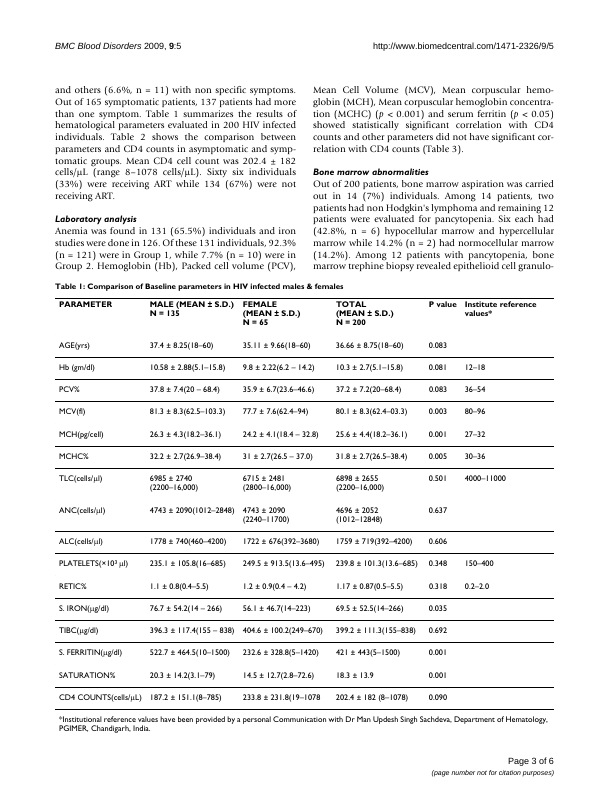 BMC Blood Disorders 2009, 9:5
http://www.biomedcentral.com/1471-2326/9/5
and others (6.6%, n = 11) with non specific symptoms.
Out of 165 symptomatic patients, 137 patients had more
than one symptom. Table 1 summarizes the results of
hematological parameters evaluated in 200 HIV infected
individuals. Table 2 shows the comparison between
parameters and CD4 counts in asymptomatic and symp-
tomatic groups. Mean CD4 cell count was 202.4 ± 182
cells/μL (range 8–1078 cells/μL). Sixty six individuals
(33%) were receiving ART while 134 (67%) were not
receiving ART.
Laboratory analysis
Anemia was found in 131 (65.5%) individuals and iron
studies were done in 126. Of these 131 individuals, 92.3%
(n = 121) were in Group 1, while 7.7% (n = 10) were in
Group 2. Hemoglobin (Hb), Packed cell volume (PCV),
Mean Cell Volume (MCV), Mean corpuscular hemo-
globin (MCH), Mean corpuscular hemoglobin concentra-
tion (MCHC) (p < 0.001) and serum ferritin (p < 0.05)
showed statistically significant correlation with CD4
counts and other parameters did not have significant cor-
relation with CD4 counts (Table 3).
Bone marrow abnormalities
Out of 200 patients, bone marrow aspiration was carried
out in 14 (7%) individuals. Among 14 patients, two
patients had non Hodgkin's lymphoma and remaining 12
patients were evaluated for pancytopenia. Six each had
(42.8%, n = 6) hypocellular marrow and hypercellular
marrow while 14.2% (n = 2) had normocellular marrow
(14.2%). Among 12 patients with pancytopenia, bone
marrow trephine biopsy revealed epithelioid cell granulo-
Table 1: Comparison of Baseline parameters in HIV infected males & females
PARAMETER MALE (MEAN ± S.D.) N = 135 FEMALE (MEAN ± S.D.) N = 65 TOTAL (MEAN ± S.D.) N = 200 P value Institute reference values*
AGE(yrs) 37.4 ± 8.25(18–60) 35.11 ± 9.66(18–60) 36.66 ± 8.75(18–60) 0.083
Hb (gm/dl) 10.58 ± 2.88(5.1–15.8) 9.8 ± 2.22(6.2 – 14.2) 10.3 ± 2.7(5.1–15.8) 0.081 12–18
PCV% 37.8 ± 7.4(20 – 68.4) 35.9 ± 6.7(23.6–46.6) 37.2 ± 7.2(20–68.4) 0.083 36–54
MCV(fl) 81.3 ± 8.3(62.5–103.3) 77.7 ± 7.6(62.4–94) 80.1 ± 8.3(62.4–03.3) 0.003 80–96
MCH(pg/cell) 26.3 ± 4.3(18.2–36.1) 24.2 ± 4.1(18.4 – 32.8) 25.6 ± 4.4(18.2–36.1) 0.001 27–32
MCHC% 32.2 ± 2.7(26.9–38.4) 31 ± 2.7(26.5 – 37.0) 31.8 ± 2.7(26.5–38.4) 0.005 30–36
TLC(cells/μl) 6985 ± 2740 (2200–16,000) 6715 ± 2481 (2800–16,000) 6898 ± 2655 (2200–16,000) 0.501 4000–11000
ANC(cells/μl) 4743 ± 2090(1012–2848) 4743 ± 2090 (2240–11700) 4696 ± 2052 (1012–12848) 0.637
ALC(cells/μl) 1778 ± 740(460–4200) 1722 ± 676(392–3680) 1759 ± 719(392–4200) 0.606
PLATELETS(×10³ μl) 235.1 ± 105.8(16–685) 249.5 ± 913.5(13.6–495) 239.8 ± 101.3(13.6–685) 0.348 150–400
RETIC% 1.1 ± 0.8(0.4–5.5) 1.2 ± 0.9(0.4 – 4.2) 1.17 ± 0.87(0.5–5.5) 0.318 0.2–2.0
S. IRON(μg/dl) 76.7 ± 54.2(14 – 266) 56.1 ± 46.7(14–223) 69.5 ± 52.5(14–266) 0.035
TIBC(μg/dl) 396.3 ± 117.4(155 – 838) 404.6 ± 100.2(249–670) 399.2 ± 111.3(155–838) 0.692
S. FERRITIN(μg/dl) 522.7 ± 464.5(10–1500) 232.6 ± 328.8(5–1420) 421 ± 443(5–1500) 0.001
SATURATION% 20.3 ± 14.2(3.1–79) 14.5 ± 12.7(2.8–72.6) 18.3 ± 13.9 0.001
CD4 COUNTS(cells/μL) 187.2 ± 151.1(8–785) 233.8 ± 231.8(19–1078 202.4 ± 182 (8–1078) 0.090
*Institutional reference values have been provided by a personal Communication with Dr Man Updesh Singh Sachdeva, Department of Hematology,
PGIMER, Chandigarh, India.
Page 3 of 6
(page number not for citation purposes)